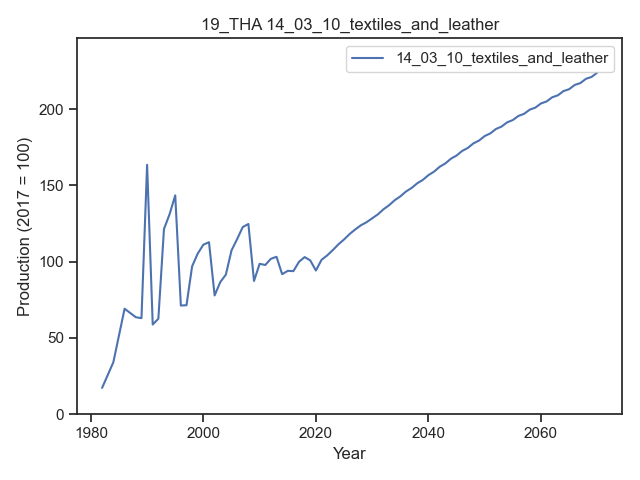 19_THA 14_03_10_textiles_and_leather
14_03_10_textiles_and_leather
Production (2017 = 100)
200
150
100
50
0
1980 2000 2020 2040 2060
Year